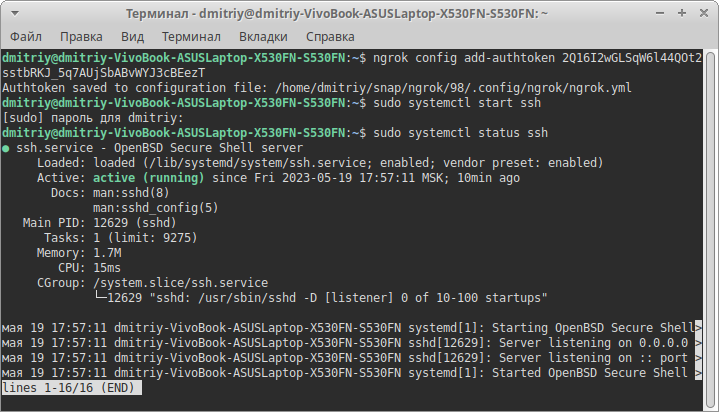 Терминал - dmitriy@dmitriy-VivoBook-ASUSLaptop-X530FN-S530FN: ~
Файл Правка Вид Терминал Вкладки Справка
dmitriy@dmitriy-VivoBook-ASUSLaptop-X530FN-S530FN:~$ ngrok config add-authtoken 2Q16I2wGLSqW6l44QOt2
sstbRKJ_5q7AUjSbABvWYJ3cBEezT
Authtoken saved to configuration file: /home/dmitriy/snap/ngrok/98/.config/ngrok/ngrok.yml
dmitriy@dmitriy-VivoBook-ASUSLaptop-X530FN-S530FN:~$ sudo systemctl start ssh
[sudo] пароль для dmitriy:
dmitriy@dmitriy-VivoBook-ASUSLaptop-X530FN-S530FN:~$ sudo systemctl status ssh
● ssh.service - OpenBSD Secure Shell server
Loaded: loaded (/lib/systemd/system/ssh.service; enabled; vendor preset: enabled)
Active: active (running) since Fri 2023-05-19 17:57:11 MSK; 10min ago
Docs: man:sshd(8)
man:sshd_config(5)
Main PID: 12629 (sshd)
Tasks: 1 (limit: 9275)
Memory: 1.7M
CPU: 15ms
CGroup: /system.slice/ssh.service
└─12629 "sshd: /usr/sbin/sshd -D [listener] 0 of 10-100 startups"
мая 19 17:57:11 dmitriy-VivoBook-ASUSLaptop-X530FN-S530FN systemd[1]: Starting OpenBSD Secure Shell>
мая 19 17:57:11 dmitriy-VivoBook-ASUSLaptop-X530FN-S530FN sshd[12629]: Server listening on 0.0.0.0 >
мая 19 17:57:11 dmitriy-VivoBook-ASUSLaptop-X530FN-S530FN sshd[12629]: Server listening on :: port >
мая 19 17:57:11 dmitriy-VivoBook-ASUSLaptop-X530FN-S530FN systemd[1]: Started OpenBSD Secure Shell >
lines 1-16/16 (END)